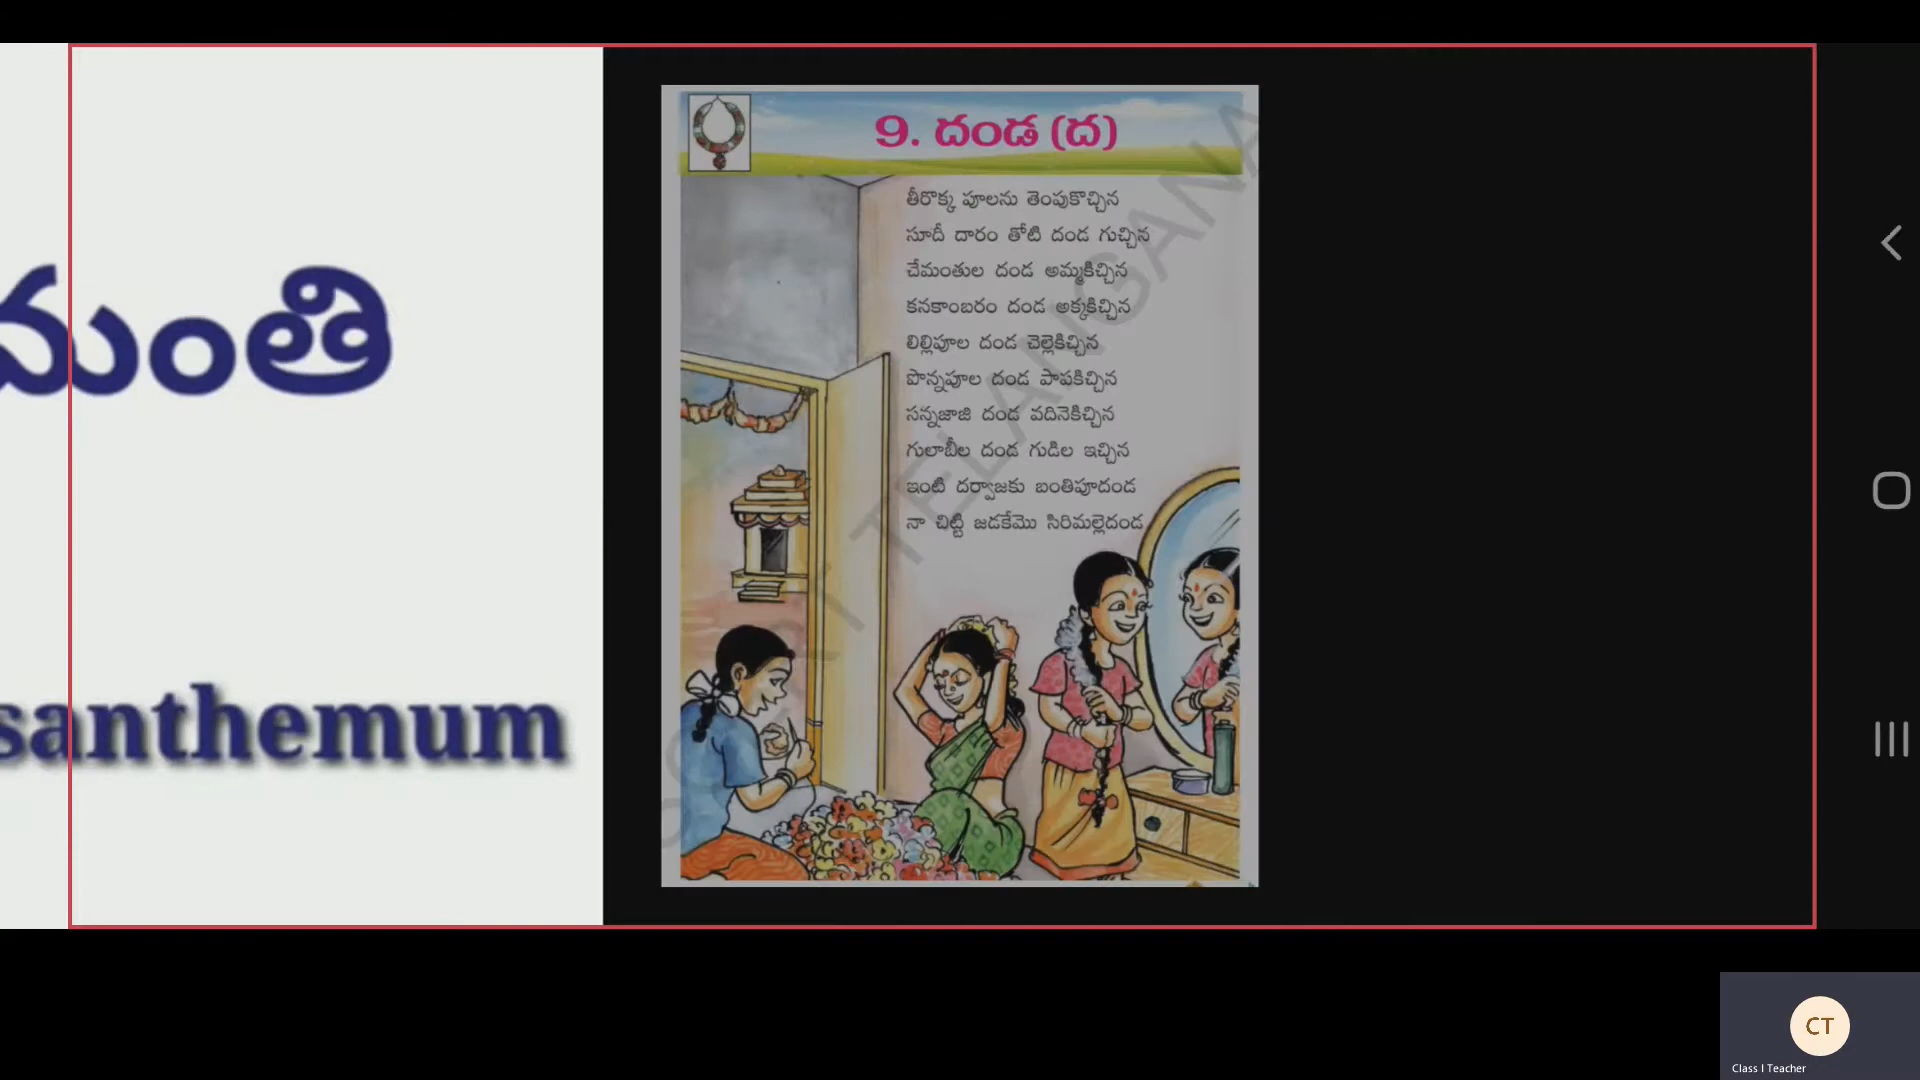 మంతి
santhemum
9. దండ (ద)
తీరొక్క పూలను తెంపుకొచ్చిన
సూదీ దారం తోటి దండ గుచ్చిన
చేమంతుల దండ అమ్మకిచ్చిన
కనకాంబరం దండ అక్కకిచ్చిన
లిల్లిపూల దండ చెల్లెకిచ్చిన
పొన్నపూల దండ పాపకిచ్చిన
సన్నజాజి దండ వదినెకిచ్చిన
గులాబీల దండ గుడిల ఇచ్చిన
ఇంటి దర్వాజకు బంతిపూదండ
నా చిట్టి జడకేమొ సిరిమల్లెదండ
TELANGANA
CT
Class I Teacher